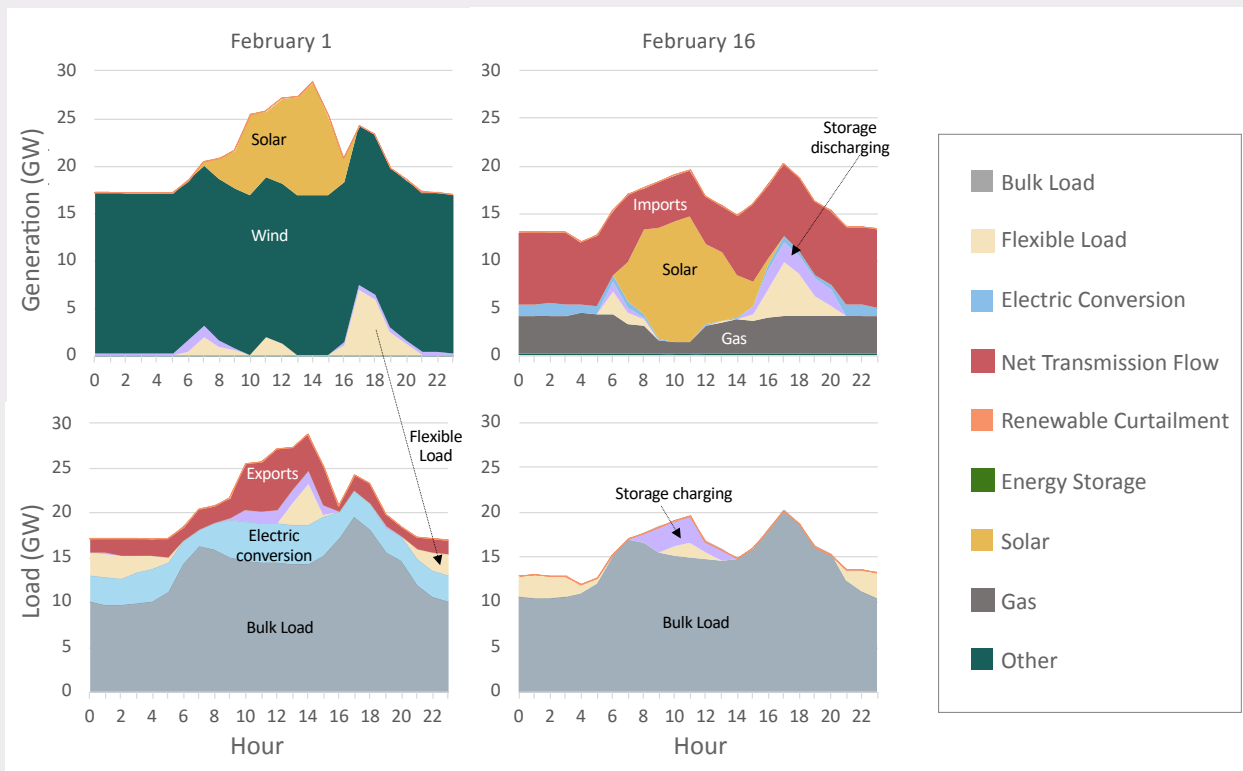 February 1
February 16
Generation (GW)
30
25
20
15
10
5
0
Solar
Wind
0 2 4 6 8 10 12 14 16 18 20 22
30
25
20
15
10
5
0
Storage
discharging
Imports
Solar
Gas
0 2 4 6 8 10 12 14 16 18 20 22
Load (GW)
30
25
20
15
10
5
0
Flexible
Load
Exports
Electric
conversion
Bulk Load
0 2 4 6 8 10 12 14 16 18 20 22
Hour
30
25
20
15
10
5
0
Storage charging
Bulk Load
0 2 4 6 8 10 12 14 16 18 20 22
Hour
Bulk Load
Flexible Load
Electric Conversion
Net Transmission Flow
Renewable Curtailment
Energy Storage
Solar
Gas
Other